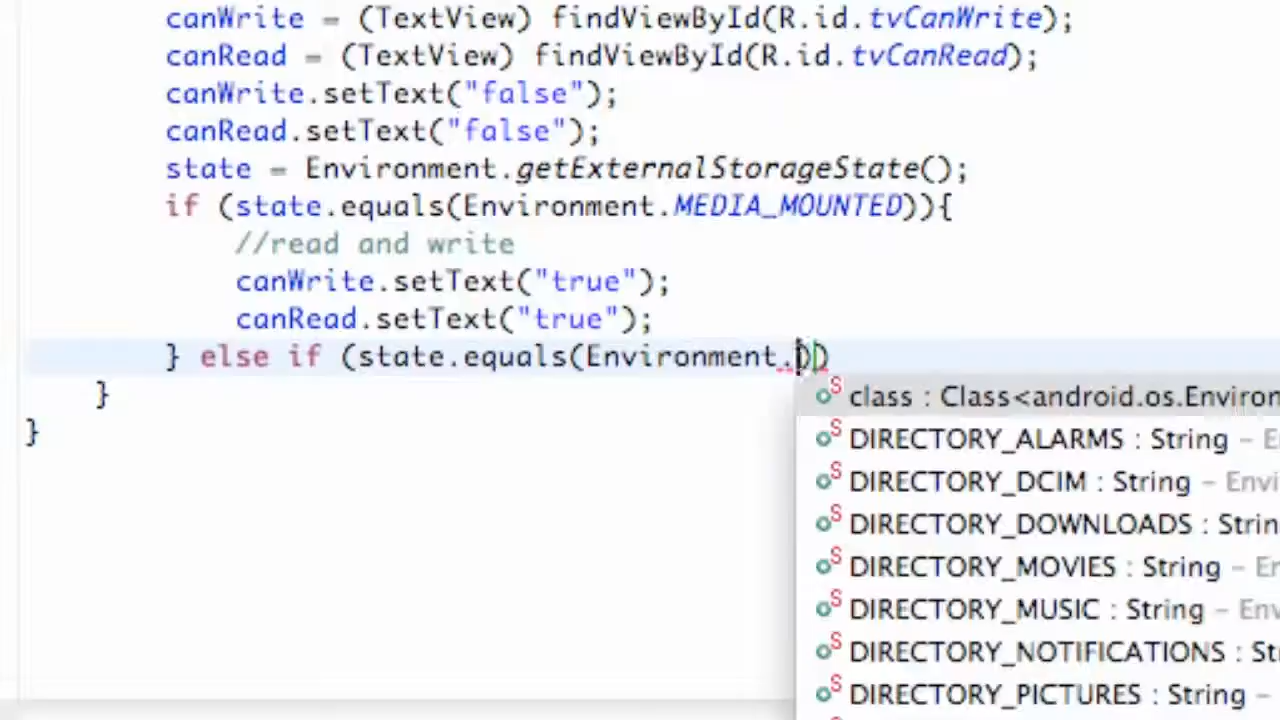 canWrite = (TextView) findViewById(R.id.tvCanWrite);
canRead = (TextView) findViewById(R.id.tvCanRead);
canWrite.setText("false");
canRead.setText("false");
state = Environment.getExternalStorageState();
if (state.equals(Environment.MEDIA_MOUNTED)){
//read and write
canWrite.setText("true");
canRead.setText("true");
} else if (state.equals(Environment.))
}
}
class : Class<android.os.Environ
DIRECTORY_ALARMS : String – E
DIRECTORY_DCIM : String – Envi
DIRECTORY_DOWNLOADS : Strin
DIRECTORY_MOVIES : String – En
DIRECTORY_MUSIC : String – Env
DIRECTORY_NOTIFICATIONS : St
DIRECTORY_PICTURES : String –